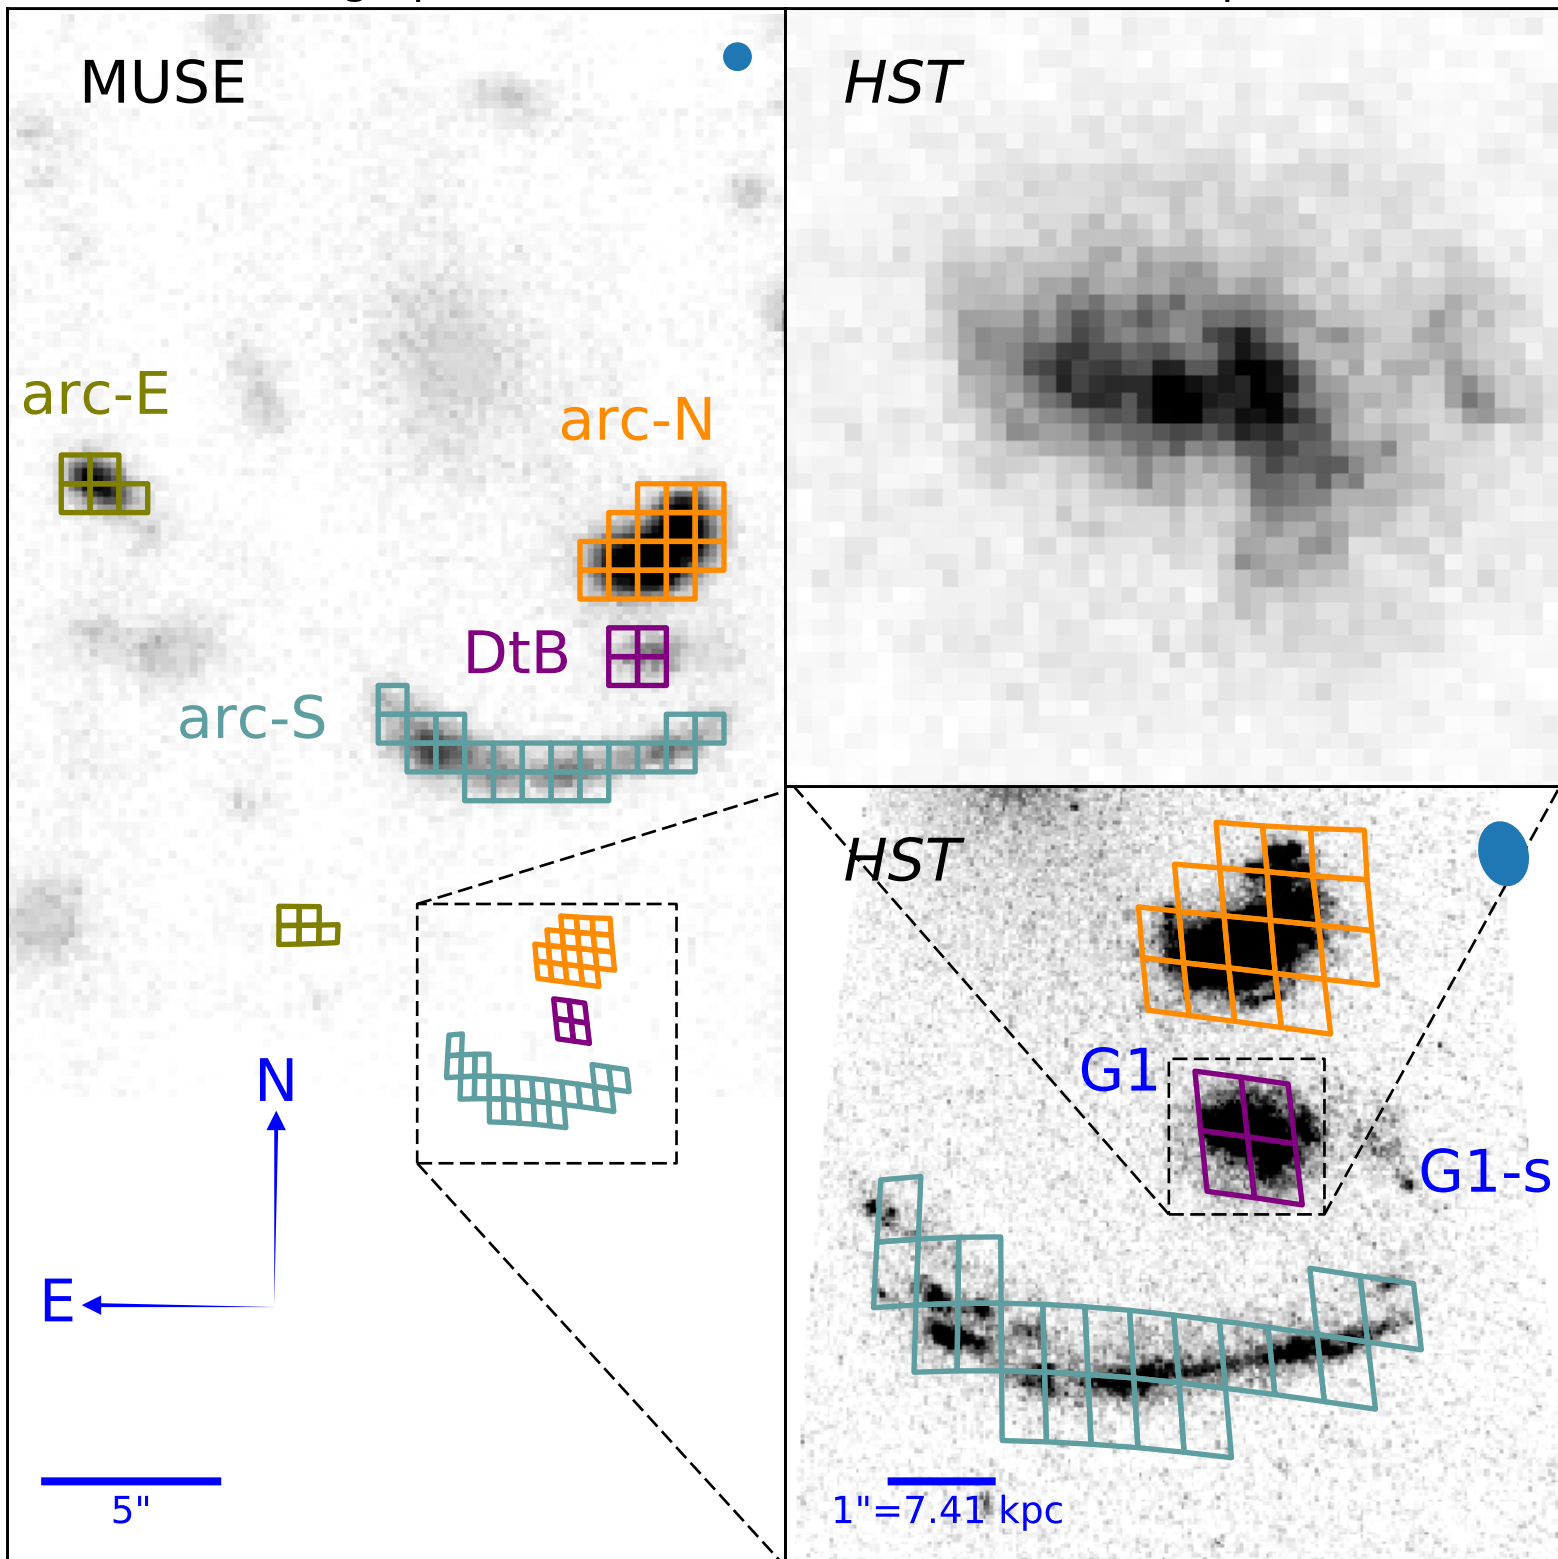 MUSE
HST
arc-E
arc-N
DtB
arc-S
HST
G1
N
G1-s
E
5"
1"=7.41 kpc